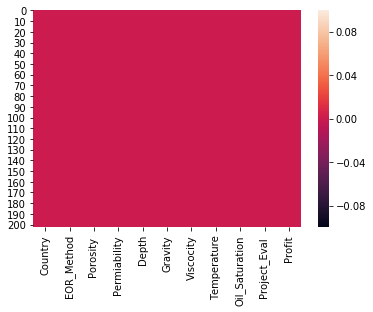 0
10
20
30
40
50
60
70
80
90
100
110
120
130
140
150
160
170
180
190
200
Country
EOR_Method
Porosity
Permiability
Depth
Gravity
Viscocity
Temperature
Oil_Saturation
Project_Eval
Profit
0.08
0.04
0.00
−0.04
−0.08